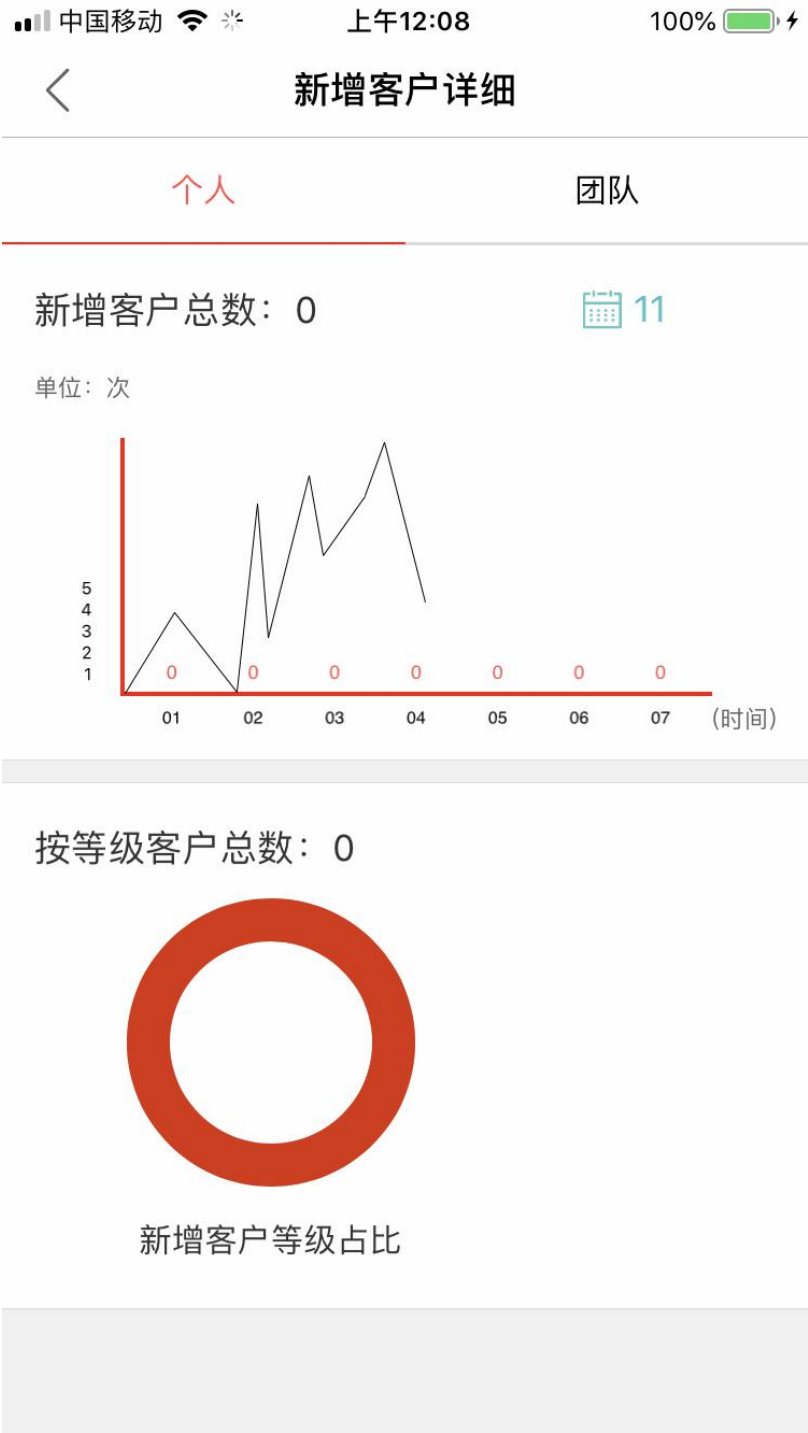 中国移动 上午12:08 100%
新增客户详细
个人 团队
新增客户总数：0 11
单位：次
5
4
3
2
1
0 0 0 0 0 0 0
01 02 03 04 05 06 07 (时间)
按等级客户总数：0
新增客户等级占比